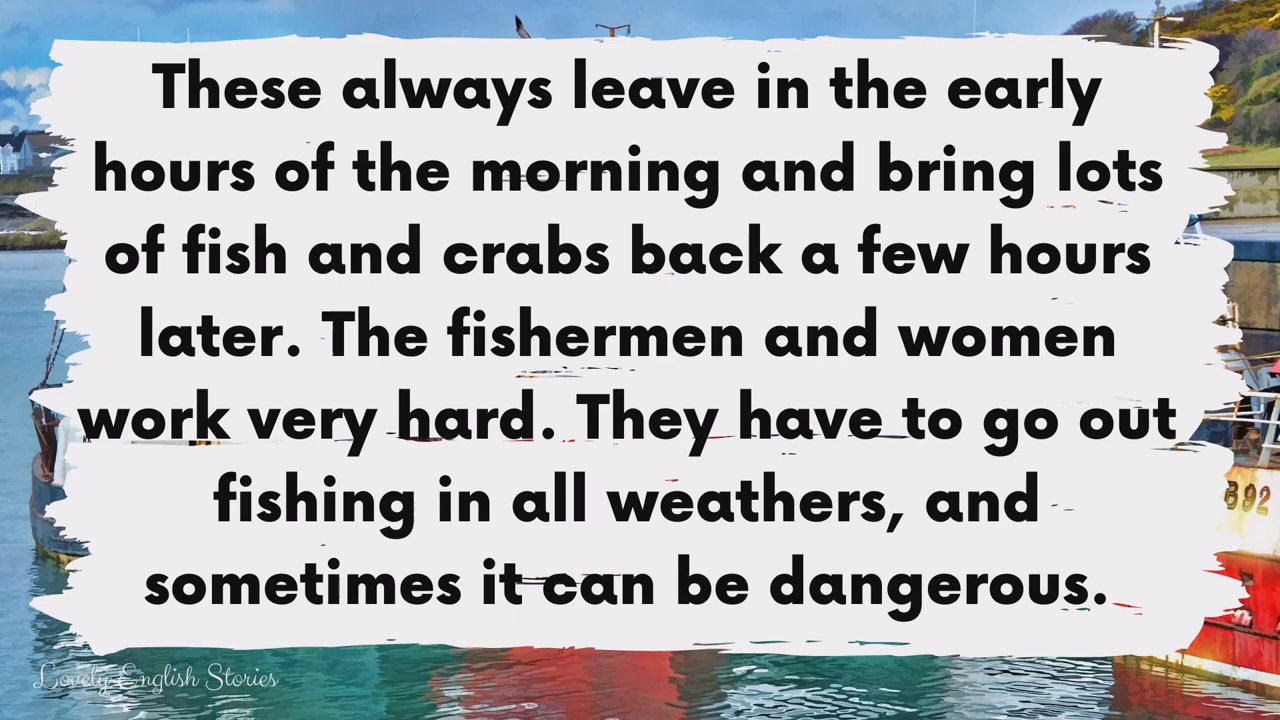 These always leave in the early
hours of the morning and bring lots
of fish and crabs back a few hours
later. The fishermen and women
work very hard. They have to go out
fishing in all weathers, and
sometimes it can be dangerous.
B92
Lovely English Stories